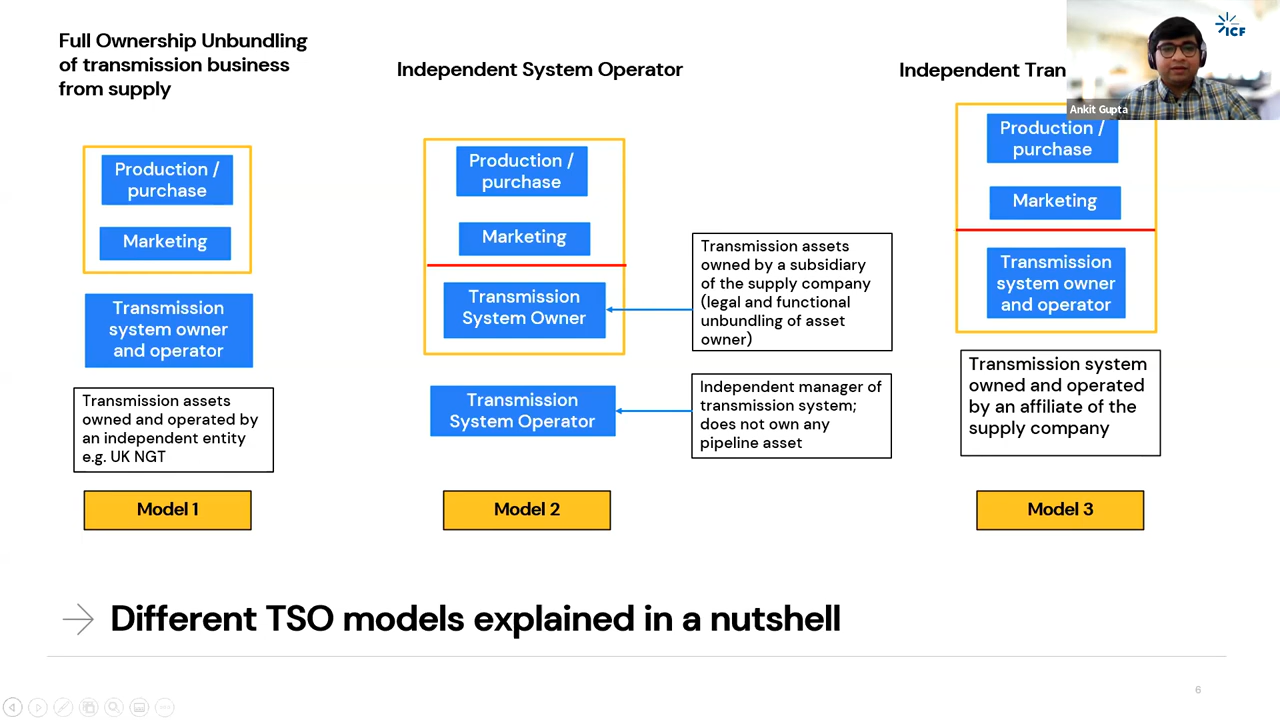 Full Ownership Unbundling
of transmission business
from supply
Production /
purchase
Marketing
Transmission
system owner
and operator
Transmission assets
owned and operated by
an independent entity
e.g. UK NGT
Model 1
Independent System Operator
Production /
purchase
Marketing
Transmission
System Owner
Transmission
System Operator
Transmission assets
owned by a subsidiary
of the supply company
(legal and functional
unbundling of asset
owner)
Independent manager of
transmission system;
does not own any
pipeline asset
Model 2
Independent
Production /
purchase
Marketing
Transmission
system owner
and operator
Transmission system
owned and operated
by an affiliate of the
supply company
Model 3
ICF
Ankit Gupta
Different TSO models explained in a nutshell
6